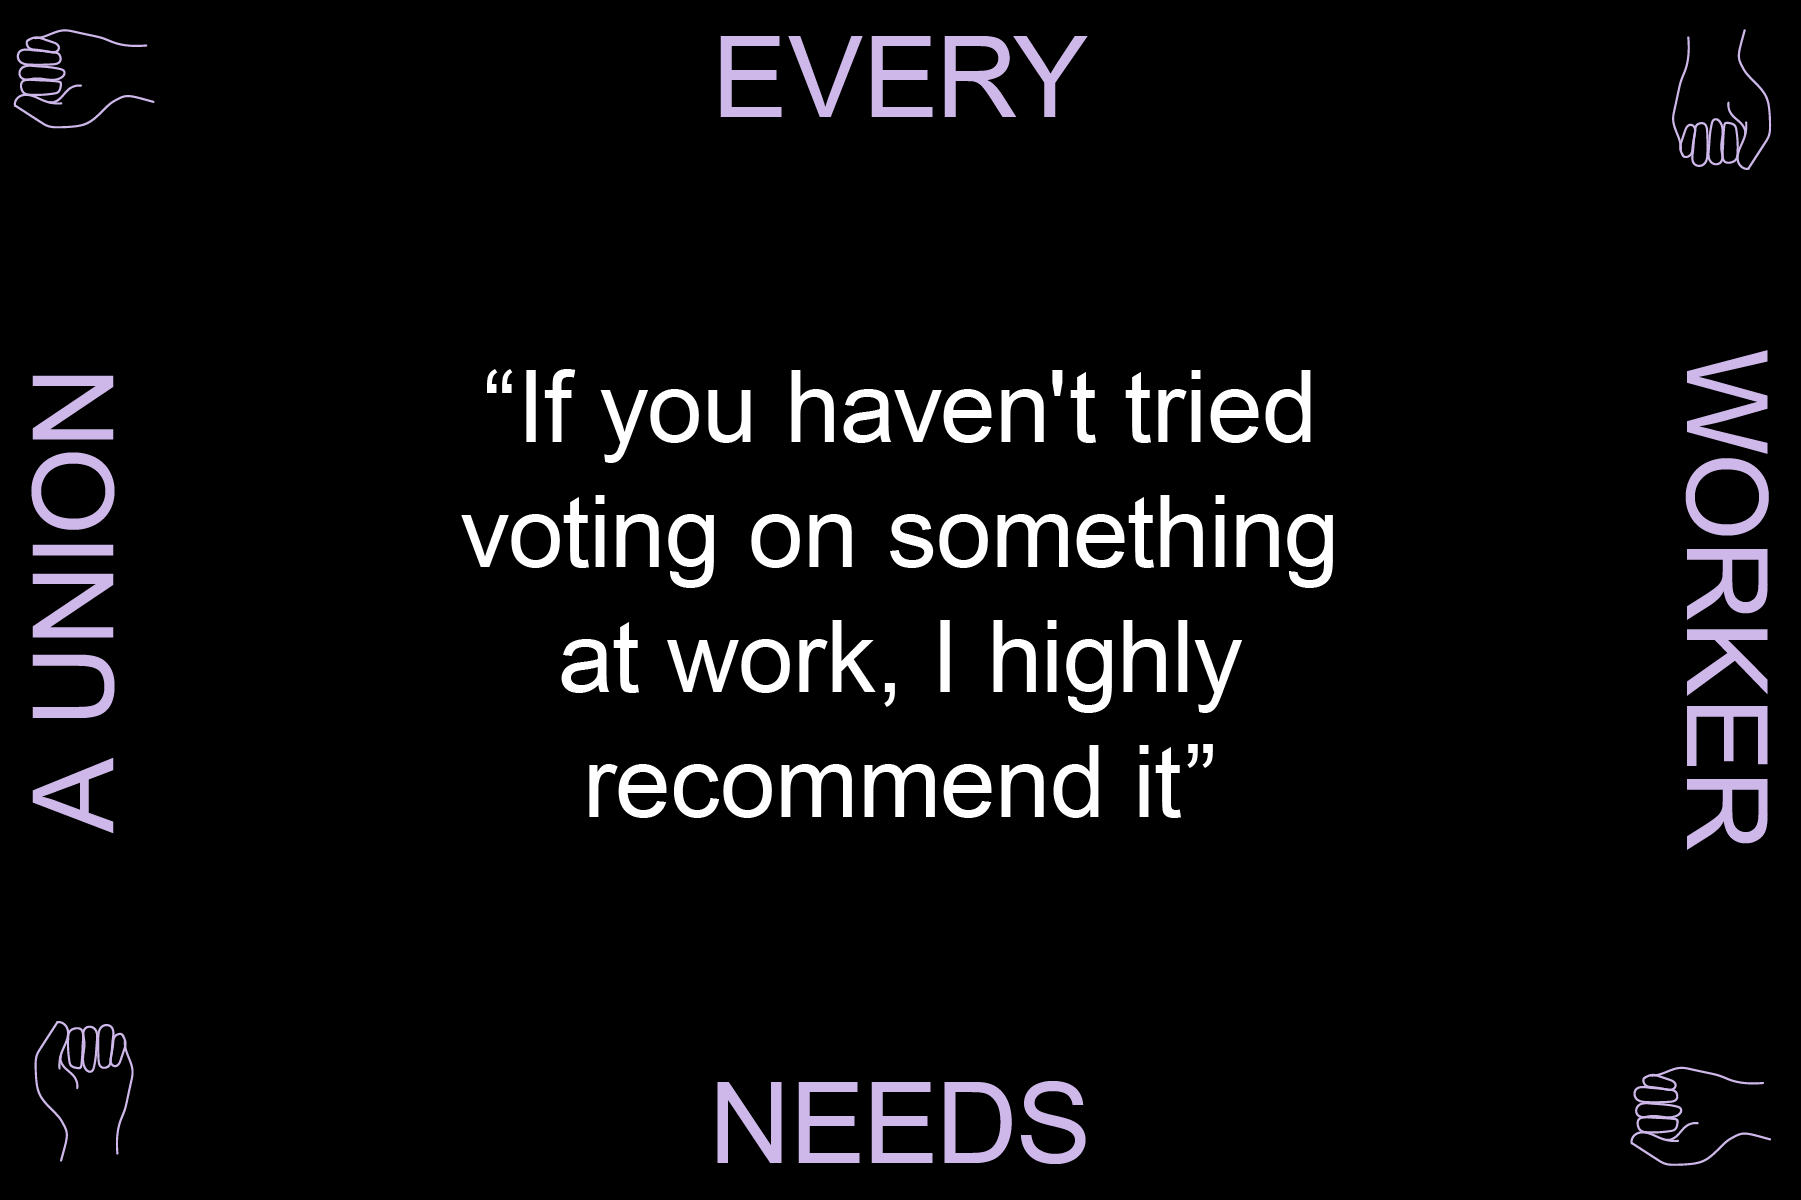 EVERY
WORKER
NEEDS
A UNION
“If you haven't tried
voting on something
at work, I highly
recommend it”